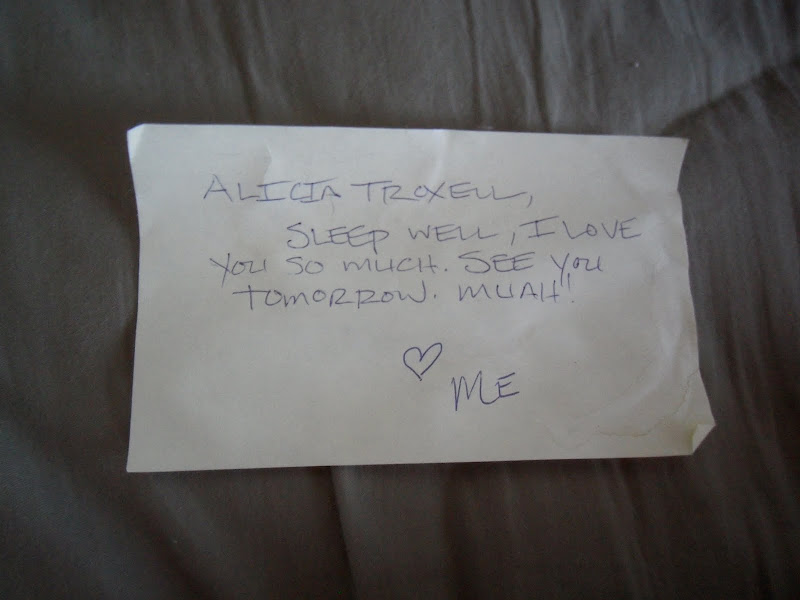 ALICIA TROXELL,
SLEEP WELL, I LOVE
YOU SO MUCH. SEE YOU
TOMORROW. MUAH!!
♡
ME